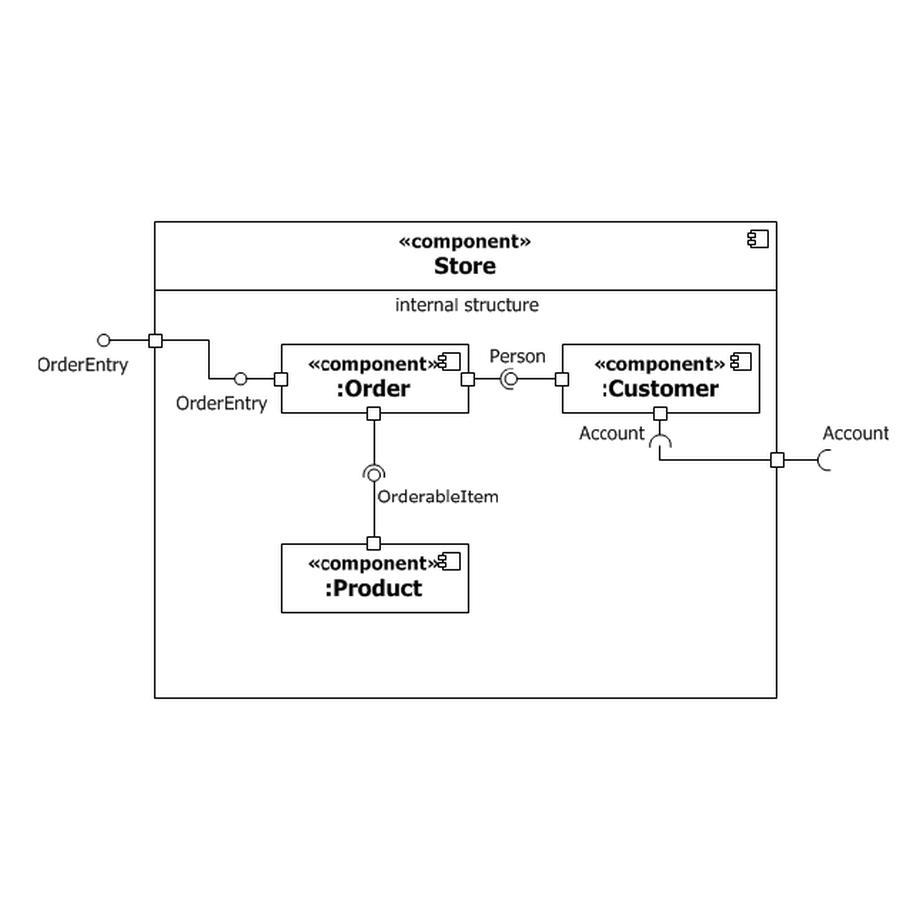 «component»
Store
internal structure
OrderEntry
OrderEntry
«component»
:Order
Person
«component»
:Customer
Account
Account
OrderableItem
«component»
:Product